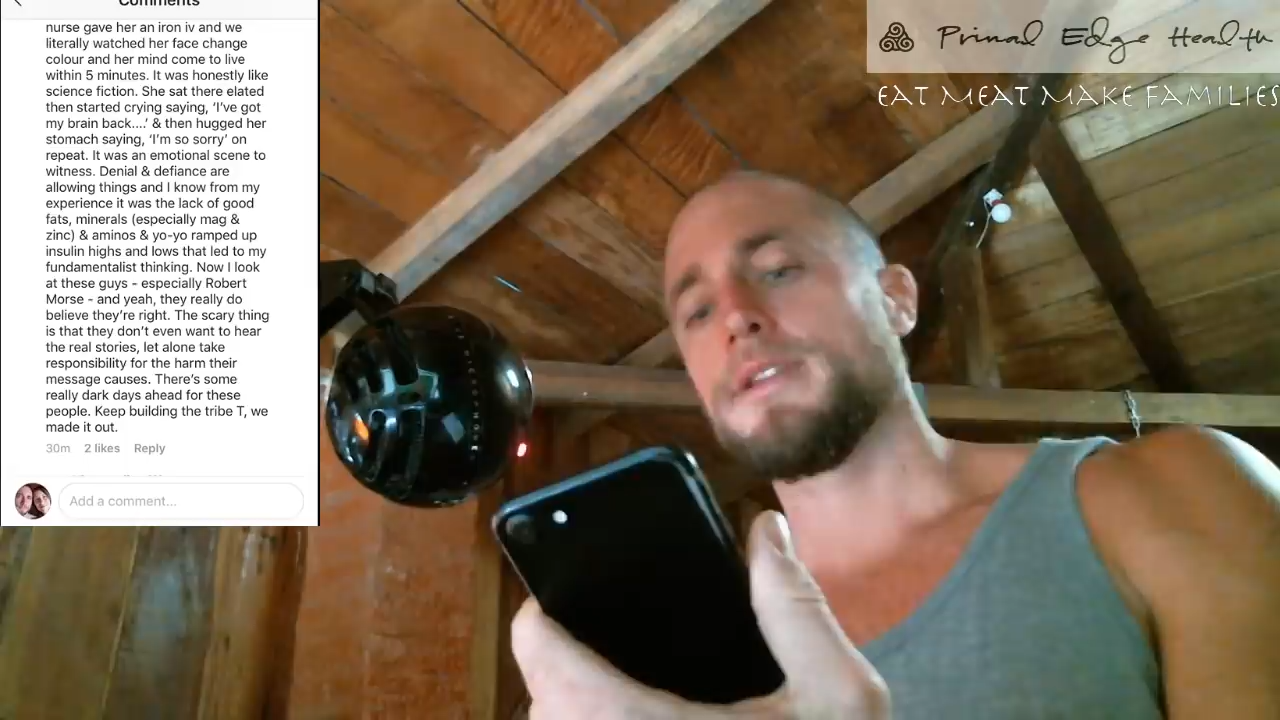 Comments
nurse gave her an iron iv and we
literally watched her face change
colour and her mind come to live
within 5 minutes. It was honestly like
science fiction. She sat there elated
then started crying saying, ‘I’ve got
my brain back....’ & then hugged her
stomach saying, ‘I’m so sorry’ on
repeat. It was an emotional scene to
witness. Denial & defiance are
allowing things and I know from my
experience it was the lack of good
fats, minerals (especially mag &
zinc) & aminos & yo-yo ramped up
insulin highs and lows that led to my
fundamentalist thinking. Now I look
at these guys - especially Robert
Morse - and yeah, they really do
believe they’re right. The scary thing
is that they don’t even want to hear
the real stories, let alone take
responsibility for the harm their
message causes. There’s some
really dark days ahead for these
people. Keep building the tribe T, we
made it out.
30m 2 likes Reply
Add a comment...
Primal Edge Health
EAT MEAT MAKE FAMILIES